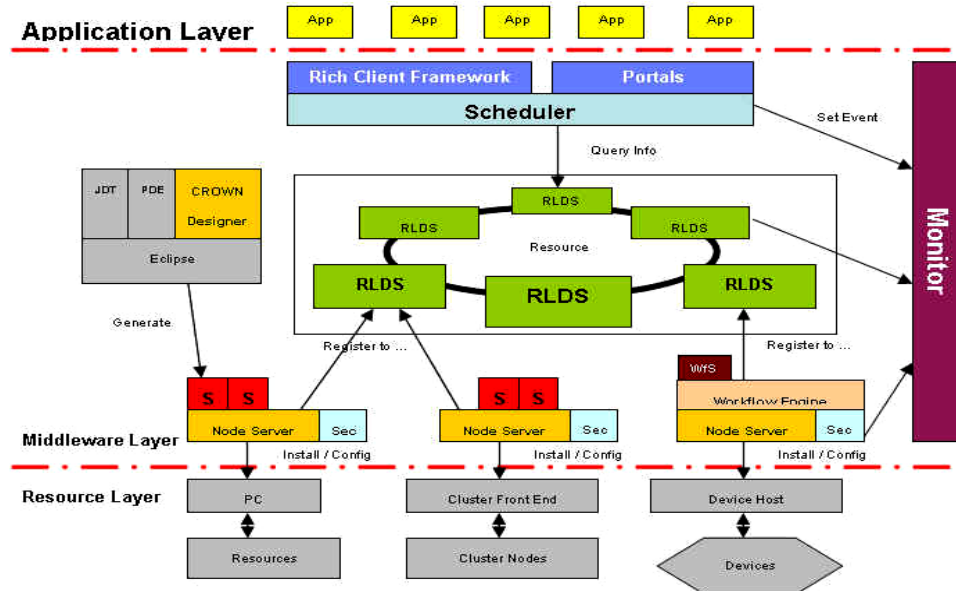 Application Layer
App App App App App
Rich Client Framework
Portals
Scheduler
Set Event
Query Info
JDT
PDE
CROWN
Designer
Eclipse
RLDS
RLDS
RLDS
Resource
RLDS
RLDS
RLDS
Monitor
Generate
Register to ...
Register to ...
WfS
S S
S S
Workflow Engine
Node Server
Sec
Node Server
Sec
Node Server
Sec
Middleware Layer
Install / Config
Install / Config
Install / Config
Resource Layer
PC
Cluster Front End
Device Host
Resources
Cluster Nodes
Devices